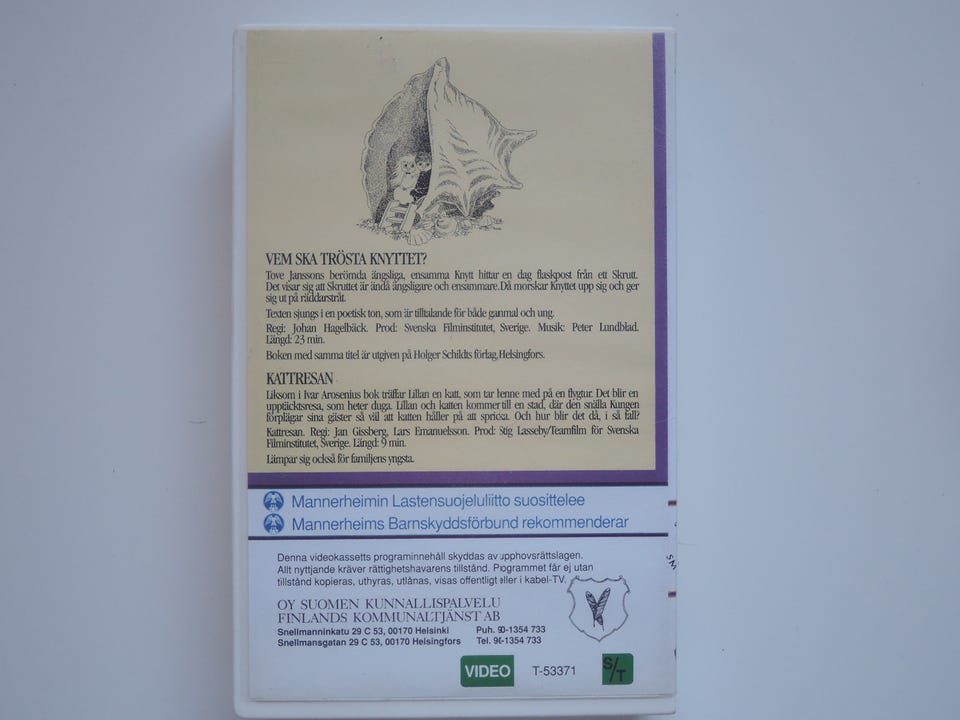 VEM SKA TRÖSTA KNYTTET?
Tove Janssons berömda ängsliga, ensamma Knytt hittar en dag flaskpost från ett Skrutt.
Det visar sig att Skruttet är ändå ängsligare och ensammare. Då morskar Knyttet upp sig och ger
sig ut på räddarstråt.
Texten sjungs i en poetisk ton, som är tilltalande för både gammal och ung.
Regi: Johan Hagelbäck. Prod: Svenska Filminstitutet, Sverige. Musik: Peter Lundblad.
Längd: 23 min.
Boken med samma titel är utgiven på Holger Schildts förlag, Helsingfors.
KATTRESAN
Liksom i Ivar Arosenius bok träffar Lillan en katt, som tar henne med på en flygtur. Det blir en
upptäcktsresa, som heter duga. Lillan och katten kommer till en stad, där den snälla Kungen
förplägar sina gäster så väl att katten håller på att spricka. Och hur blir det då, i så fall?
Kattresan. Regi: Jan Gissberg, Lars Emanuelsson. Prod: Stig Lasseby/Teamfilm för Svenska
Filminstitutet, Sverige. Längd: 9 min.
Lämpar sig också för familjens yngsta.
Mannerheimin Lastensuojeluliitto suosittelee
Mannerheims Barnskyddsförbund rekommenderar
Denna videokassetts programinnehåll skyddas av upphovsrättslagen.
Allt nyttjande kräver rättighetshavarens tillstånd. Programmet får ej utan
tillstånd kopieras, uthyras, utlånas, visas offentligt eller i kabel-TV.
OY SUOMEN KUNNALLISPALVELU
FINLANDS KOMMUNALTJÄNST AB
Snellmaninkatu 29 C 53, 00170 Helsinki Puh. 90-1354 733
Snellmansgatan 29 C 53, 00170 Helsingfors Tel. 90-1354 733
VIDEO T-53371 S/T